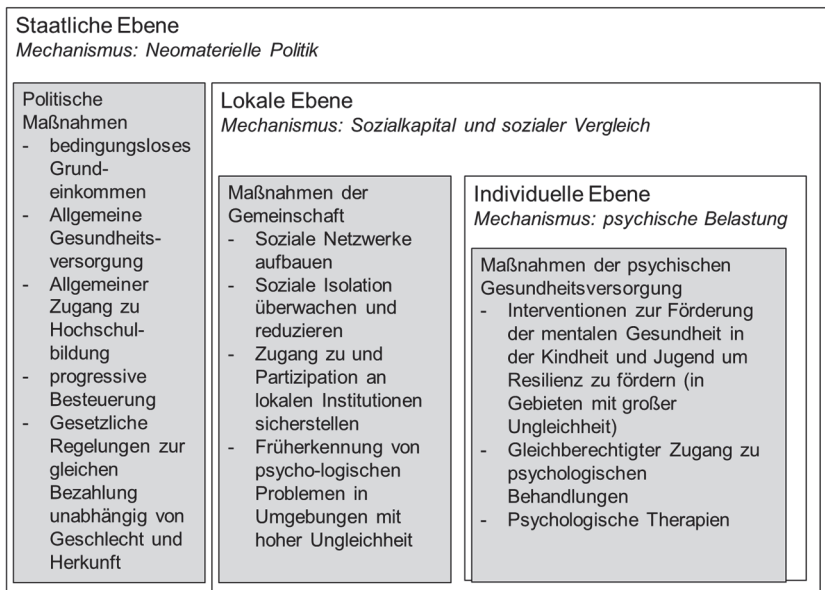 Staatliche Ebene
Mechanismus: Neomaterielle Politik
Politische
Maßnahmen
- bedingungsloses
Grund-
einkommen
- Allgemeine
Gesundheits-
versorgung
- Allgemeiner
Zugang zu
Hochschul-
bildung
- progressive
Besteuerung
- Gesetzliche
Regelungen zur
gleichen
Bezahlung
unabhängig von
Geschlecht und
Herkunft
Lokale Ebene
Mechanismus: Sozialkapital und sozialer Vergleich
Maßnahmen der
Gemeinschaft
- Soziale Netzwerke
aufbauen
- Soziale Isolation
überwachen und
reduzieren
- Zugang zu und
Partizipation an
lokalen Institutionen
sicherstellen
- Früherkennung von
psycho-logischen
Problemen in
Umgebungen mit
hoher Ungleichheit
Individuelle Ebene
Mechanismus: psychische Belastung
Maßnahmen der psychischen
Gesundheitsversorgung
- Interventionen zur Förderung
der mentalen Gesundheit in
der Kindheit und Jugend um
Resilienz zu fördern (in
Gebieten mit großer
Ungleichheit)
- Gleichberechtigter Zugang zu
psychologischen
Behandlungen
- Psychologische Therapien